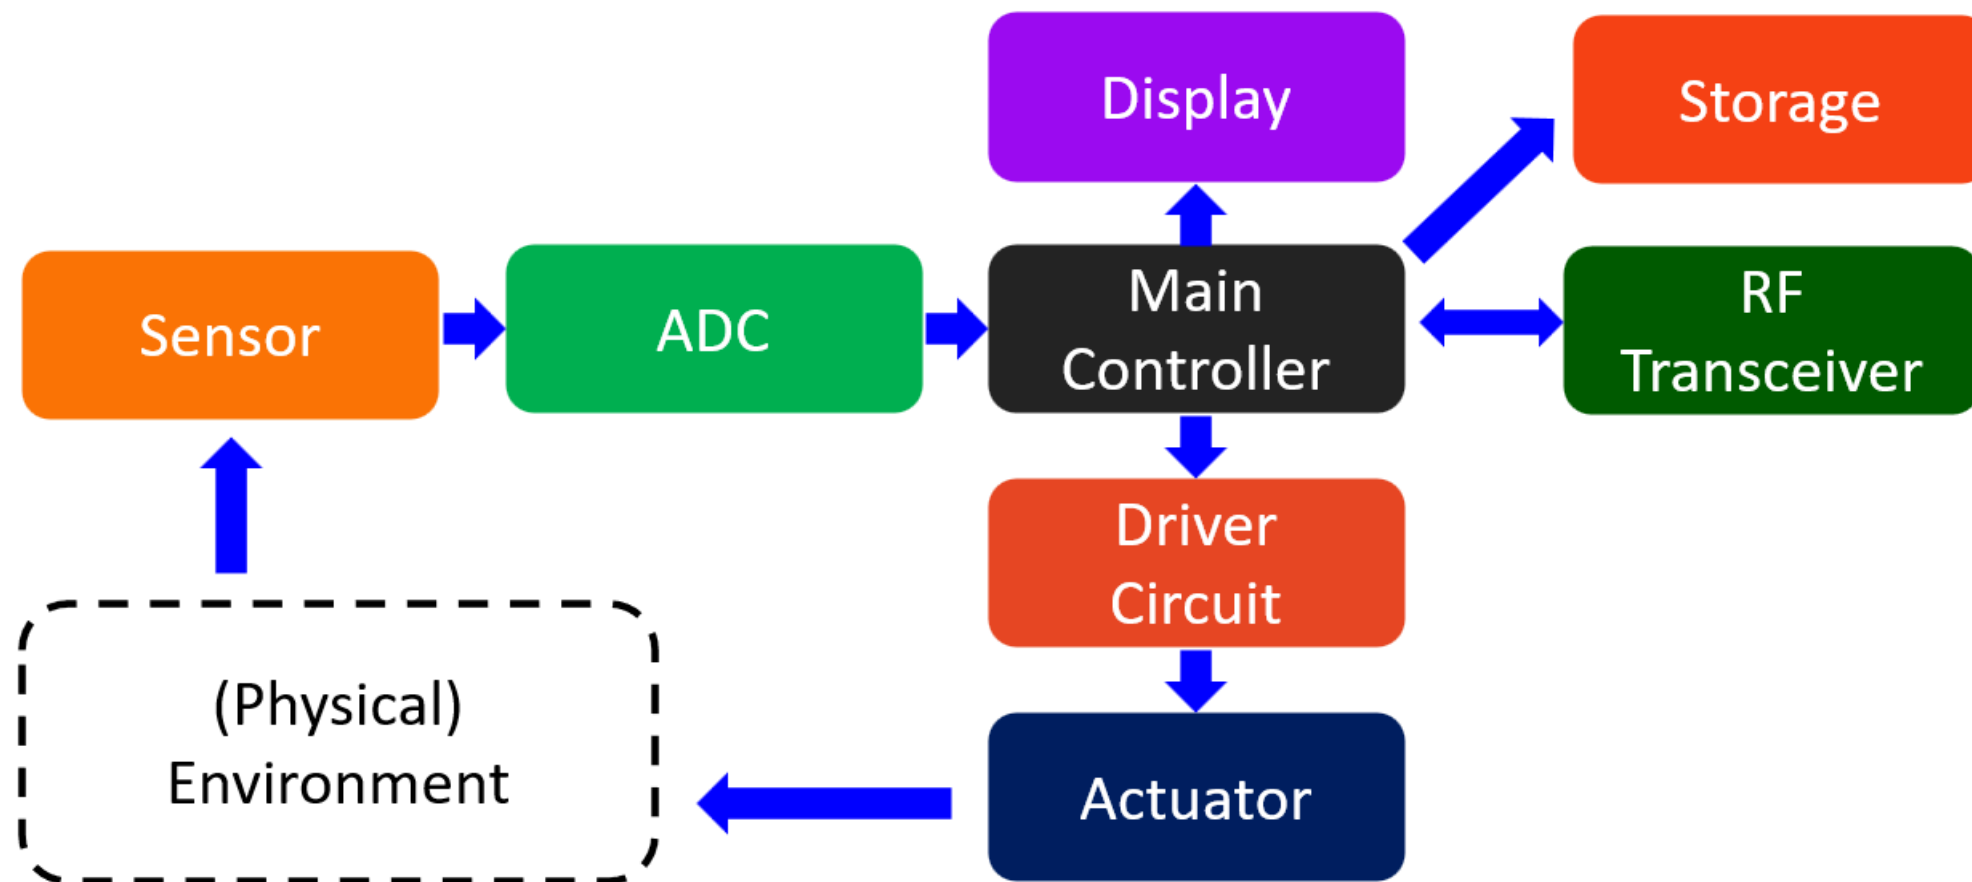 Display
Storage
Sensor
ADC
Main
Controller
RF
Transceiver
Driver
Circuit
(Physical)
Environment
Actuator